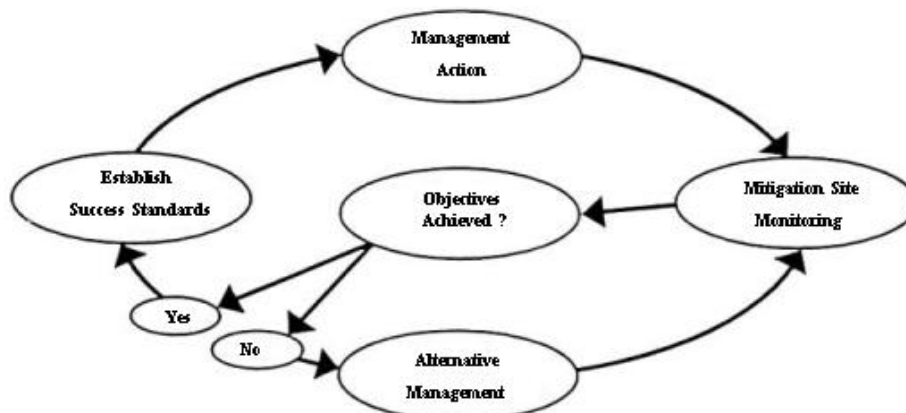 Management
Action
Establish
Success Standards
Objectives
Achieved ?
Mitigation Site
Monitoring
Yes
No
Alternative
Management